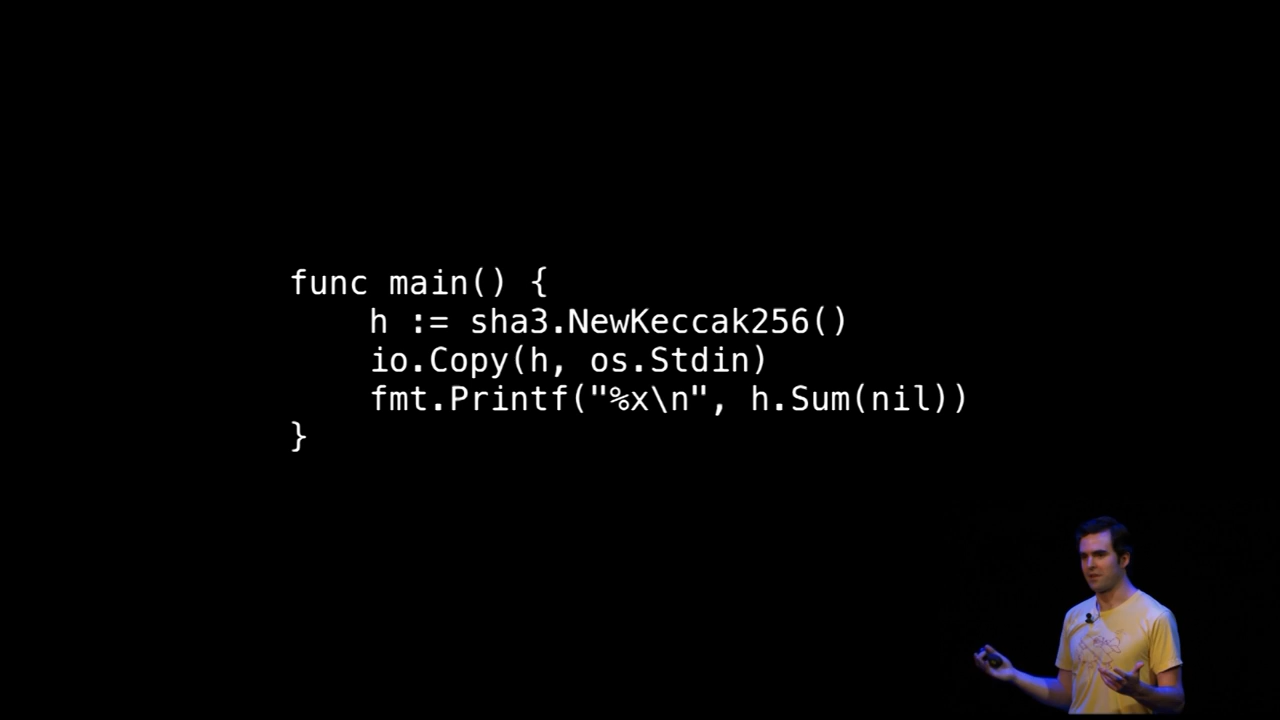 func main() {
    h := sha3.NewKeccak256()
    io.Copy(h, os.Stdin)
    fmt.Printf("%x\n", h.Sum(nil))
}